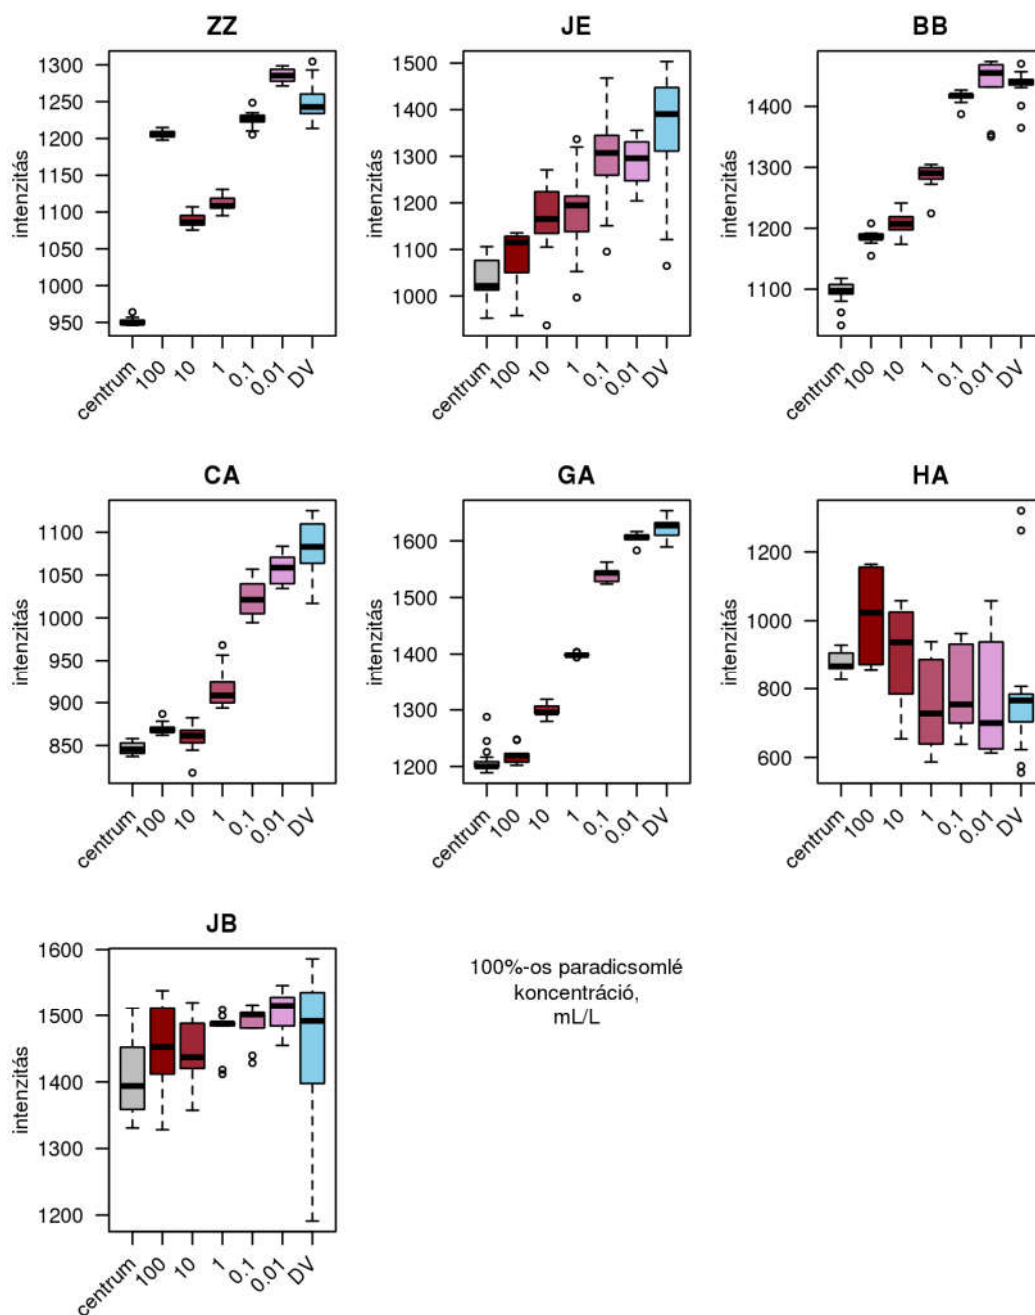 ZZ
intenzitás
1300
1250
1200
1150
1100
1050
1000
950
centrum
100
10
1
0.1
0.01
DV
JE
intenzitás
1500
1400
1300
1200
1100
1000
centrum
100
10
1
0.1
0.01
DV
BB
intenzitás
1400
1300
1200
1100
centrum
100
10
1
0.1
0.01
DV
CA
intenzitás
1100
1050
1000
950
900
850
centrum
100
10
1
0.1
0.01
DV
GA
intenzitás
1600
1500
1400
1300
1200
centrum
100
10
1
0.1
0.01
DV
HA
intenzitás
1200
1000
800
600
centrum
100
10
1
0.1
0.01
DV
JB
intenzitás
1600
1500
1400
1300
1200
centrum
100
10
1
0.1
0.01
DV
100%-os paradicsomlé
koncentráció,
mL/L